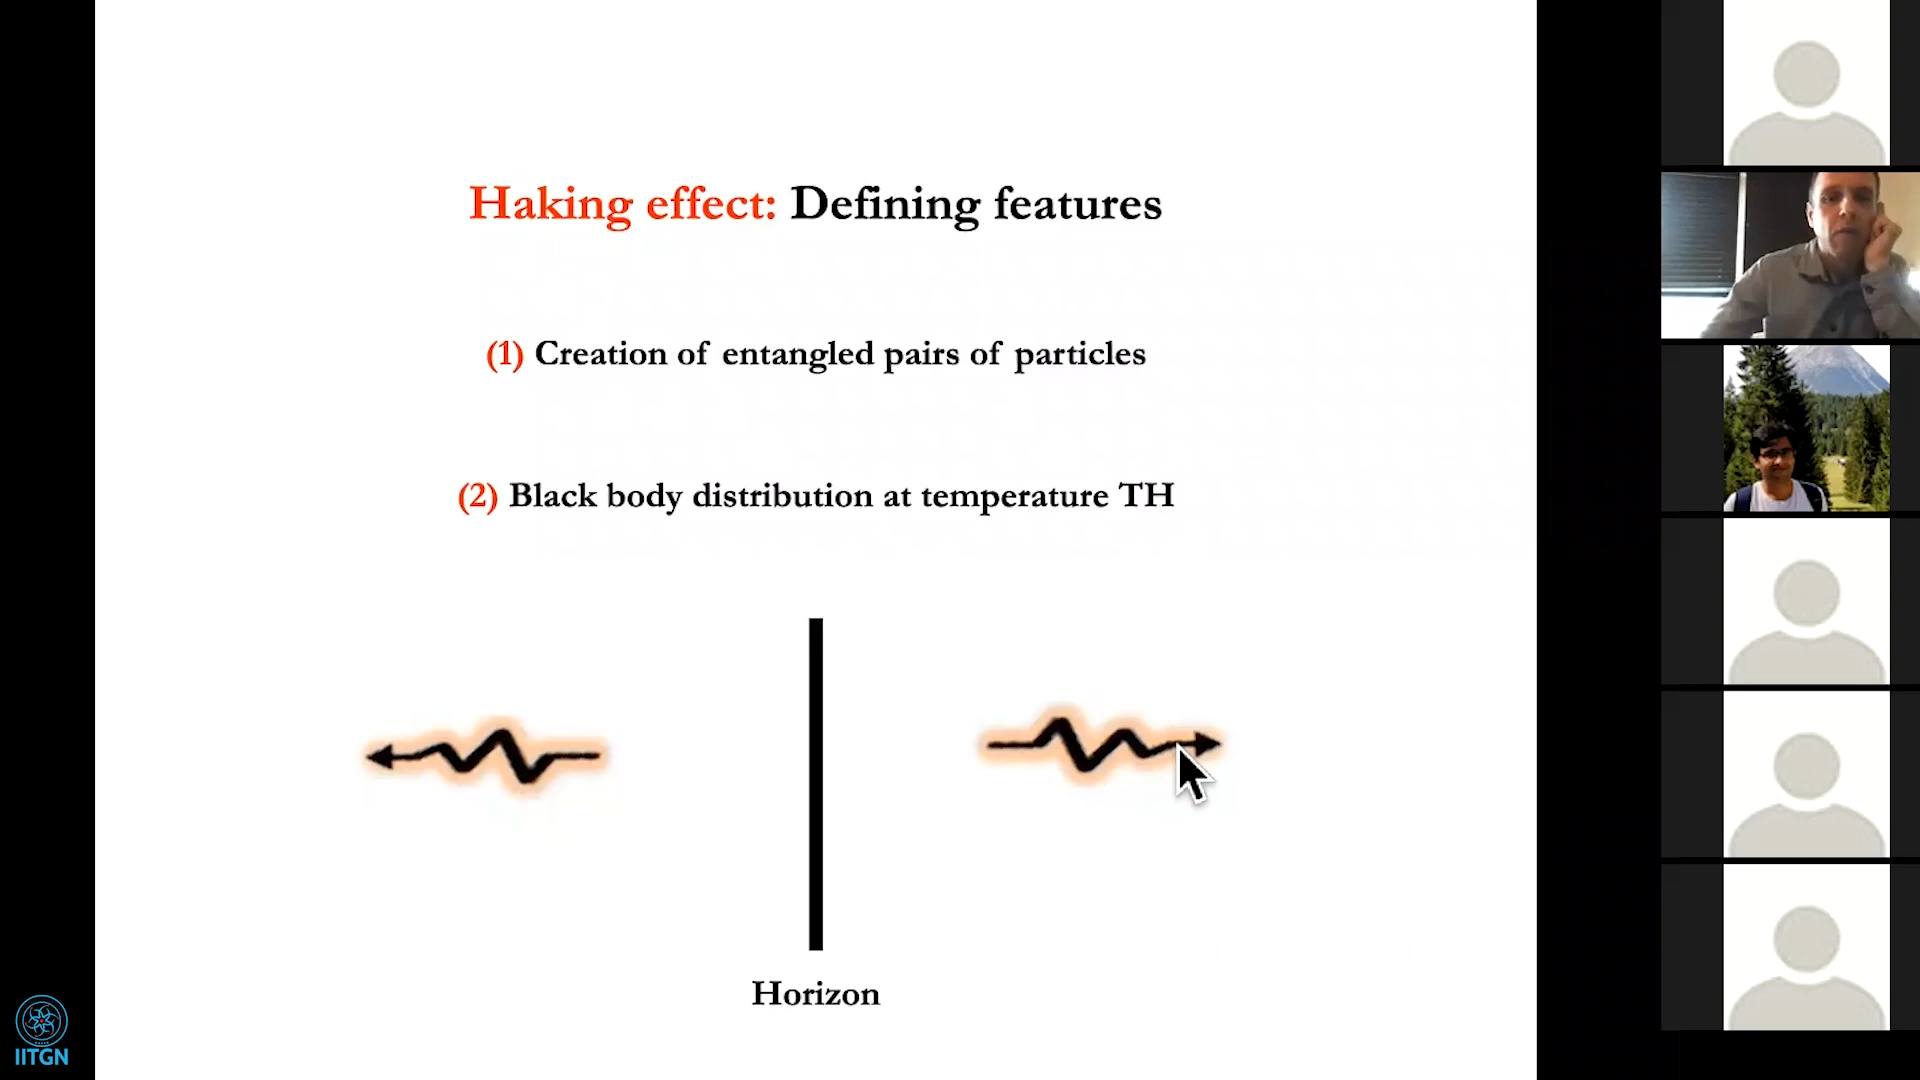 Haking effect: Defining features
(1) Creation of entangled pairs of particles
(2) Black body distribution at temperature TH
Horizon
IITGN